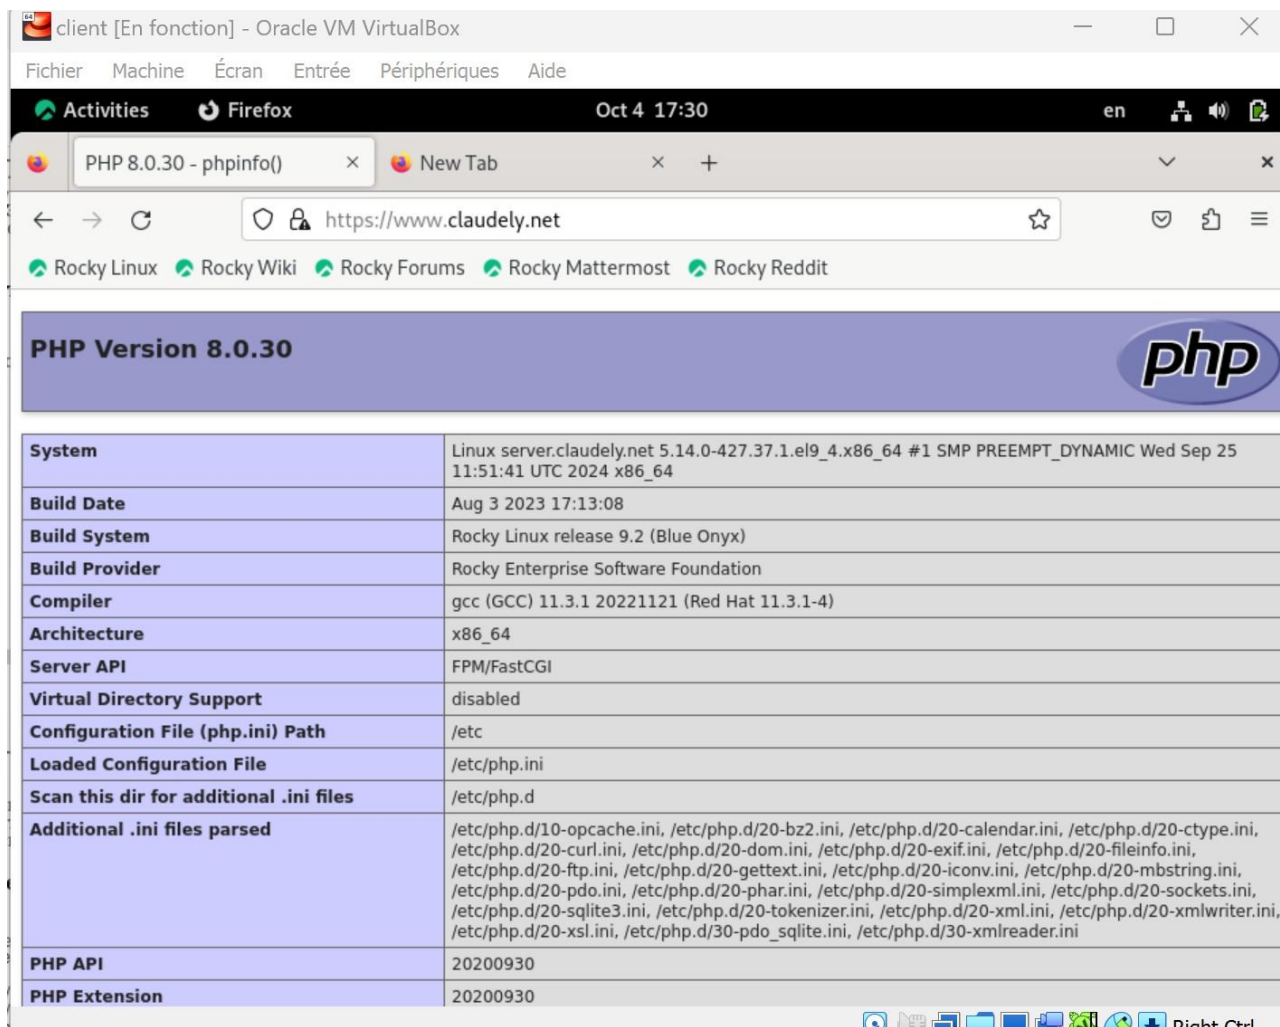 64
client [En fonction] - Oracle VM VirtualBox
Fichier Machine Écran Entrée Périphériques Aide
Activities Firefox Oct 4 17:30 en
PHP 8.0.30 - phpinfo() New Tab
https://www.claudely.net
Rocky Linux Rocky Wiki Rocky Forums Rocky Mattermost Rocky Reddit
PHP Version 8.0.30 php
System Linux server.claudely.net 5.14.0-427.37.1.el9_4.x86_64 #1 SMP PREEMPT_DYNAMIC Wed Sep 25
11:51:41 UTC 2024 x86_64
Build Date Aug 3 2023 17:13:08
Build System Rocky Linux release 9.2 (Blue Onyx)
Build Provider Rocky Enterprise Software Foundation
Compiler gcc (GCC) 11.3.1 20221121 (Red Hat 11.3.1-4)
Architecture x86_64
Server API FPM/FastCGI
Virtual Directory Support disabled
Configuration File (php.ini) Path /etc
Loaded Configuration File /etc/php.ini
Scan this dir for additional .ini files /etc/php.d
Additional .ini files parsed /etc/php.d/10-opcache.ini, /etc/php.d/20-bz2.ini, /etc/php.d/20-calendar.ini, /etc/php.d/20-ctype.ini,
/etc/php.d/20-curl.ini, /etc/php.d/20-dom.ini, /etc/php.d/20-exif.ini, /etc/php.d/20-fileinfo.ini,
/etc/php.d/20-ftp.ini, /etc/php.d/20-gettext.ini, /etc/php.d/20-iconv.ini, /etc/php.d/20-mbstring.ini,
/etc/php.d/20-pdo.ini, /etc/php.d/20-phar.ini, /etc/php.d/20-simplexml.ini, /etc/php.d/20-sockets.ini,
/etc/php.d/20-sqlite3.ini, /etc/php.d/20-tokenizer.ini, /etc/php.d/20-xml.ini, /etc/php.d/20-xmlwriter.ini,
/etc/php.d/20-xsl.ini, /etc/php.d/30-pdo_sqlite.ini, /etc/php.d/30-xmlreader.ini
PHP API 20200930
PHP Extension 20200930
Right Ctrl